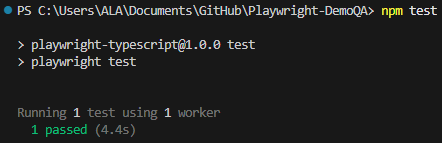 PS C:\Users\ALA\Documents\GitHub\Playwright-DemoQA> npm test
> playwright-typescript@1.0.0 test
> playwright test
Running 1 test using 1 worker
1 passed (4.4s)